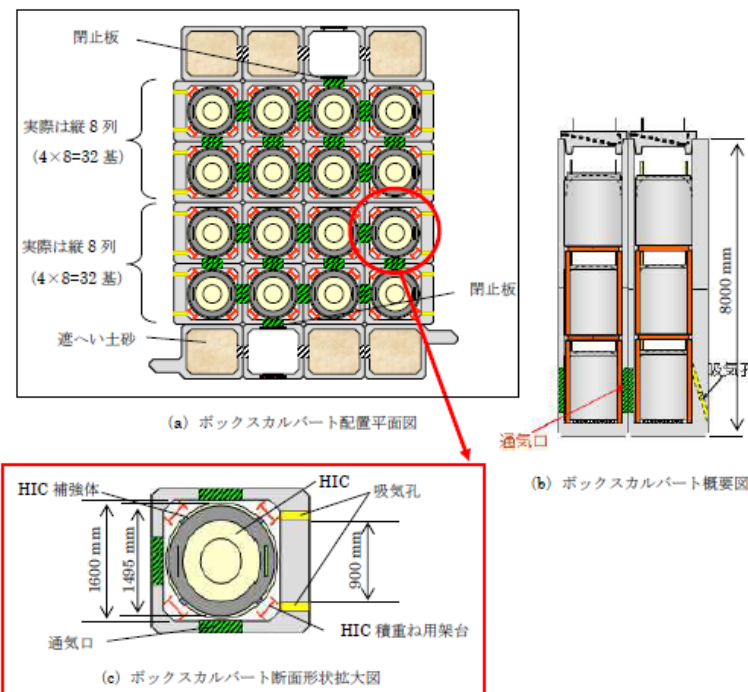 閉止板
実際は縦 8 列
(4×8=32 基)
実際は縦 8 列
(4×8=32 基)
閉止板
遮へい土砂
(a) ボックスカルバート配置平面図
8000 mm
吸気孔
通気口
(b) ボックスカルバート概要図
HIC 補強体
HIC
吸気孔
1600 mm
1495 mm
900 mm
通気口
HIC 積重ね用架台
(c) ボックスカルバート断面形状拡大図